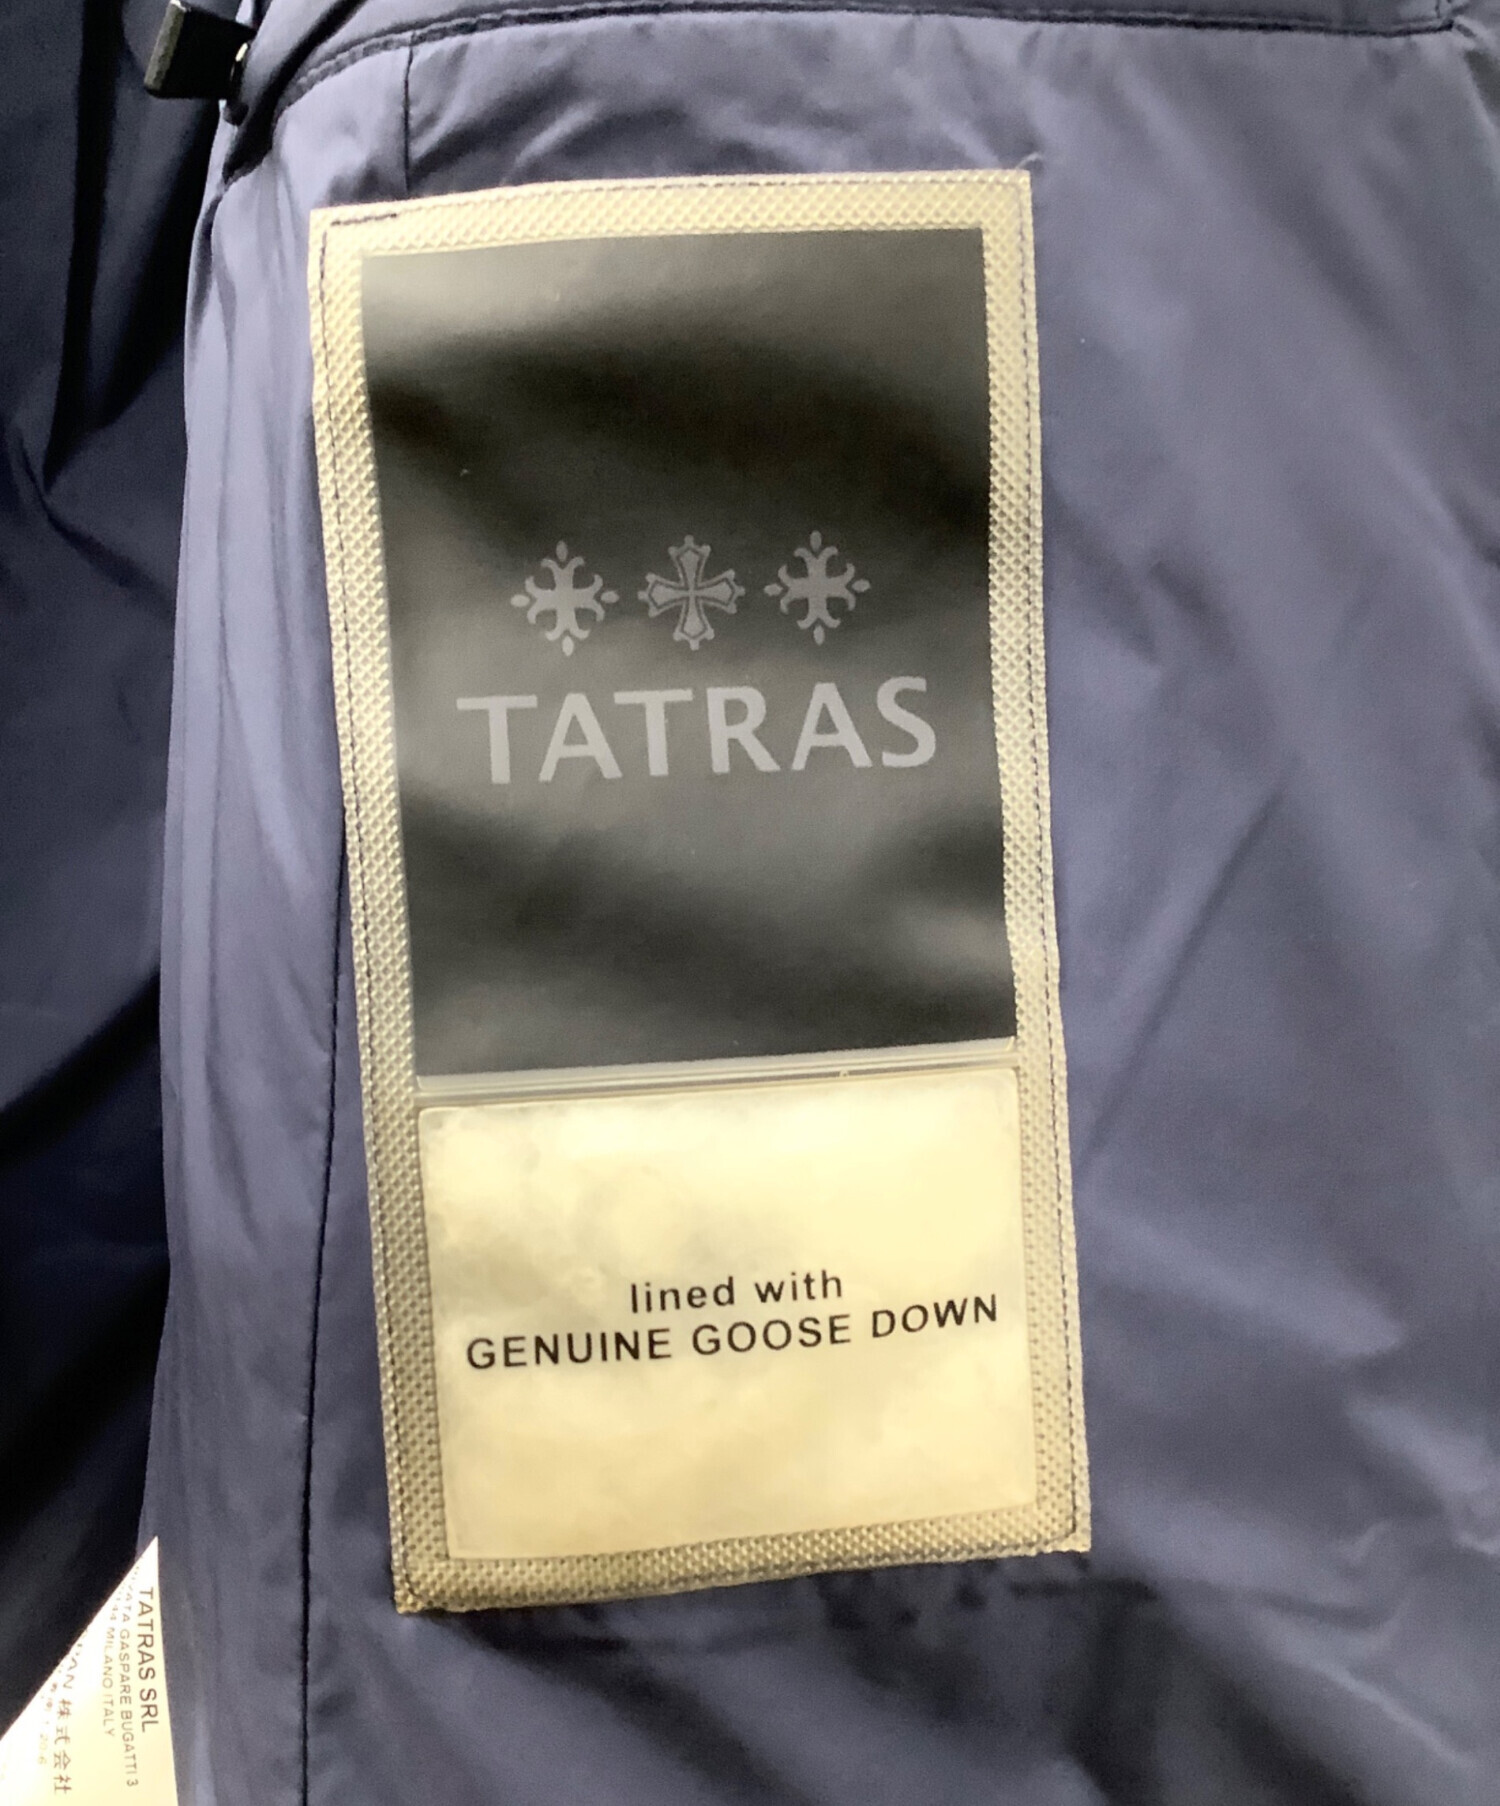 TATRAS
lined with
GENUINE GOOSE DOWN
TATRAS SRL
GASPARE BUGATTI 3
MILANO ITALY
株式会社